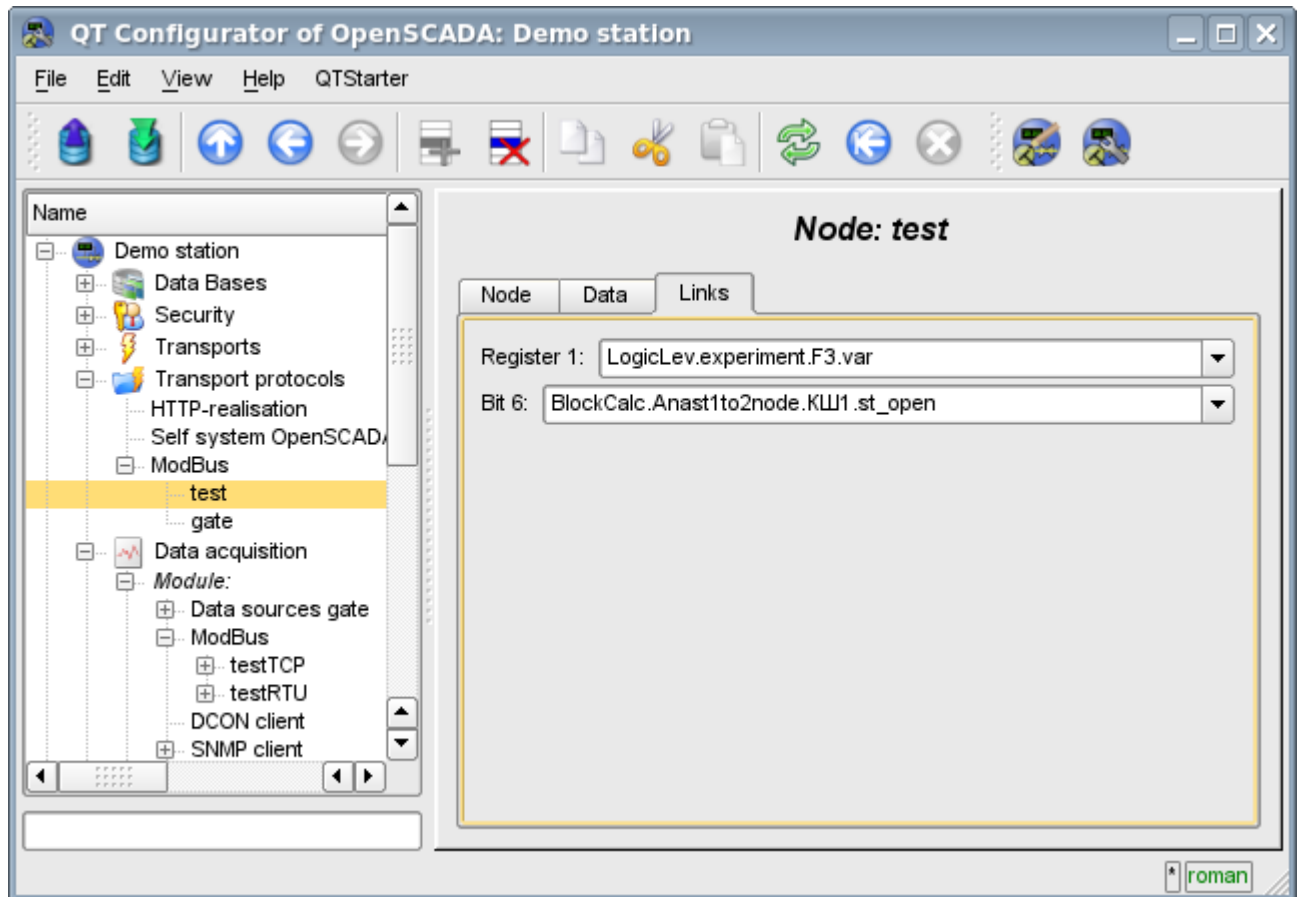 QT Configurator of OpenSCADA: Demo station
File Edit View Help QTStarter
Name
Demo station
Data Bases
Security
Transports
Transport protocols
HTTP-realisation
Self system OpenSCADA
ModBus
test
gate
Data acquisition
Module:
Data sources gate
ModBus
testTCP
testRTU
DCON client
SNMP client
Node: test
Node Data Links
Register 1: LogicLev.experiment.F3.var
Bit 6: BlockCalc.Anast1to2node.КШ1.st_open
* roman